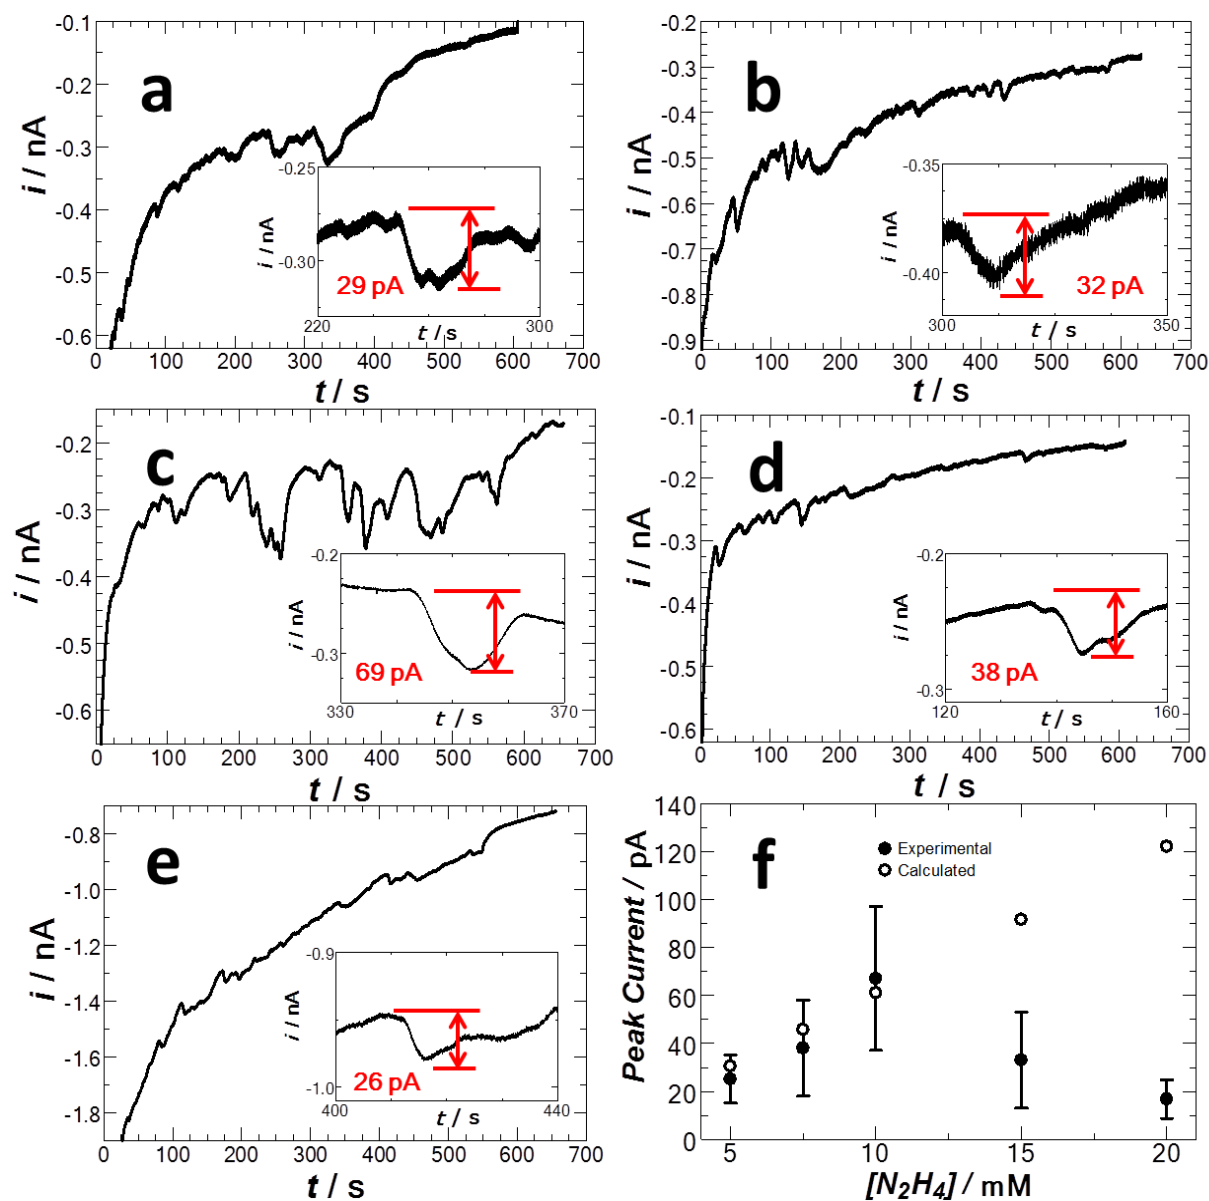 a
i / nA
-0.1
-0.2
-0.3
-0.4
-0.5
-0.6
0 100 200 300 400 500 600 700
t / s
i / nA
-0.25
-0.30
29 pA
220 300
t / s
b
i / nA
-0.2
-0.3
-0.4
-0.5
-0.6
-0.7
-0.8
-0.9
0 100 200 300 400 500 600 700
t / s
i / nA
-0.35
-0.40
32 pA
300 350
t / s
c
i / nA
-0.2
-0.3
-0.4
-0.5
-0.6
0 100 200 300 400 500 600 700
t / s
i / nA
-0.2
-0.3
69 pA
330 370
t / s
d
i / nA
-0.1
-0.2
-0.3
-0.4
-0.5
-0.6
0 100 200 300 400 500 600 700
t / s
i / nA
-0.2
-0.3
38 pA
120 160
t / s
e
i / nA
-0.8
-1.0
-1.2
-1.4
-1.6
-1.8
0 100 200 300 400 500 600 700
t / s
i / nA
-0.9
-1.0
26 pA
400 440
t / s
f
Peak Current / pA
140
120
100
80
60
40
20
0
Experimental
Calculated
5 10 15 20
[N₂H₄] / mM